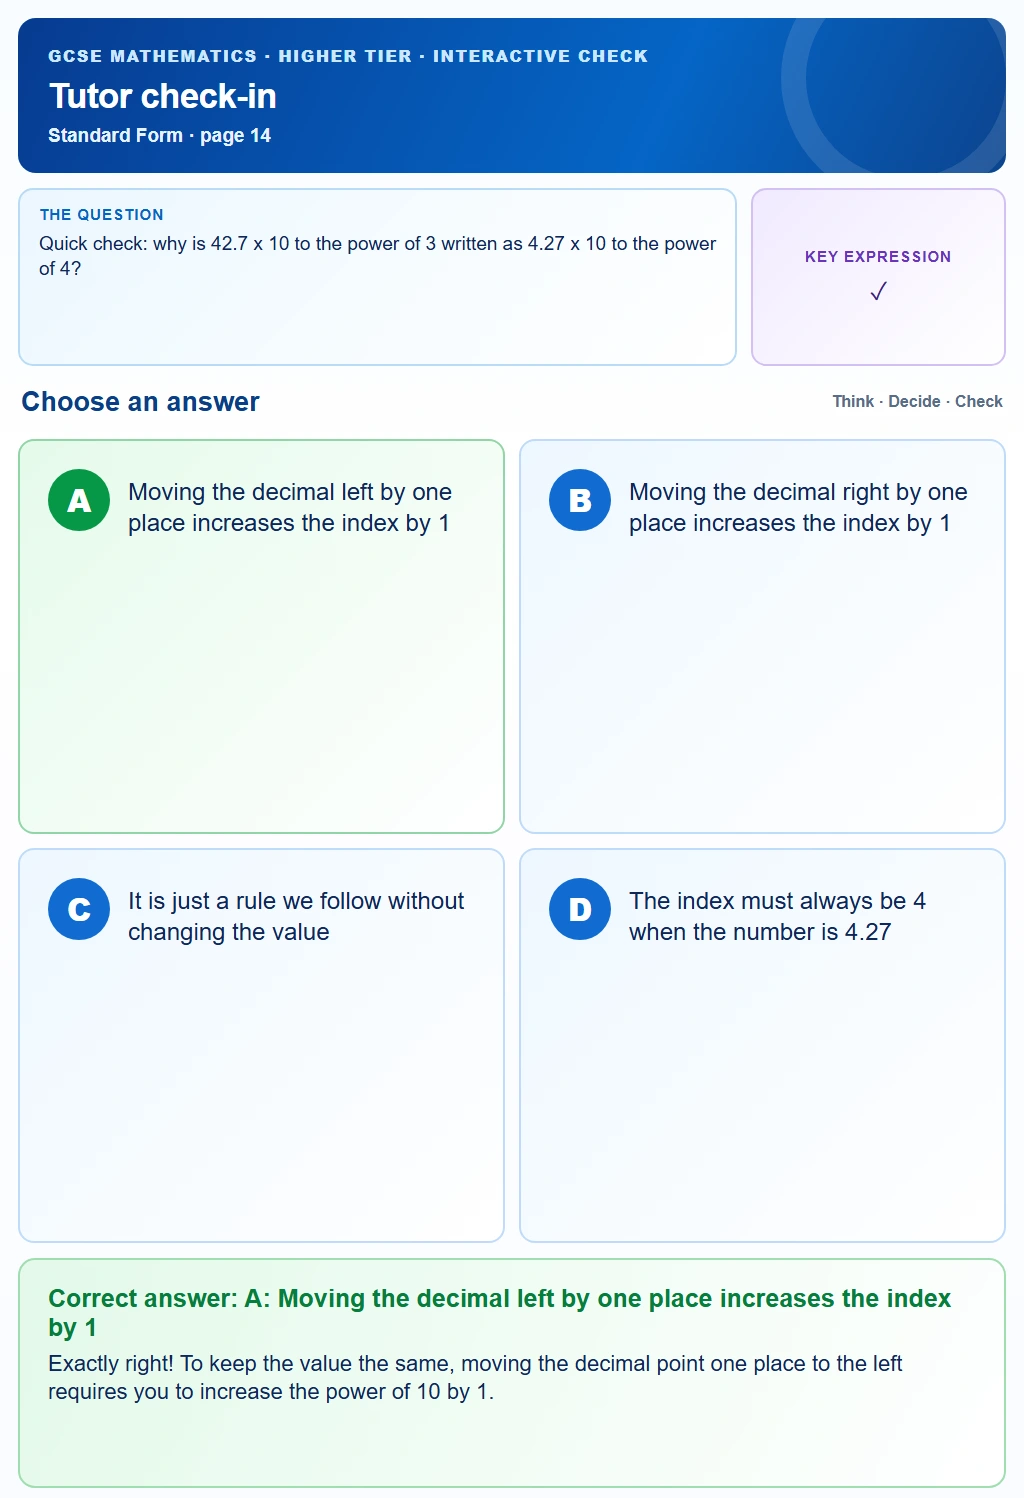 GCSE MATHEMATICS · HIGHER TIER · INTERACTIVE CHECK
Tutor check-in
Standard Form · page 14
THE QUESTION
Quick check: why is 42.7 x 10 to the power of 3 written as 4.27 x 10 to the power
of 4?
KEY EXPRESSION
✓
Choose an answer
Think · Decide · Check
A
Moving the decimal left by one
place increases the index by 1
B
Moving the decimal right by one
place increases the index by 1
C
It is just a rule we follow without
changing the value
D
The index must always be 4
when the number is 4.27
Correct answer: A: Moving the decimal left by one place increases the index
by 1
Exactly right! To keep the value the same, moving the decimal point one place to the left
requires you to increase the power of 10 by 1.